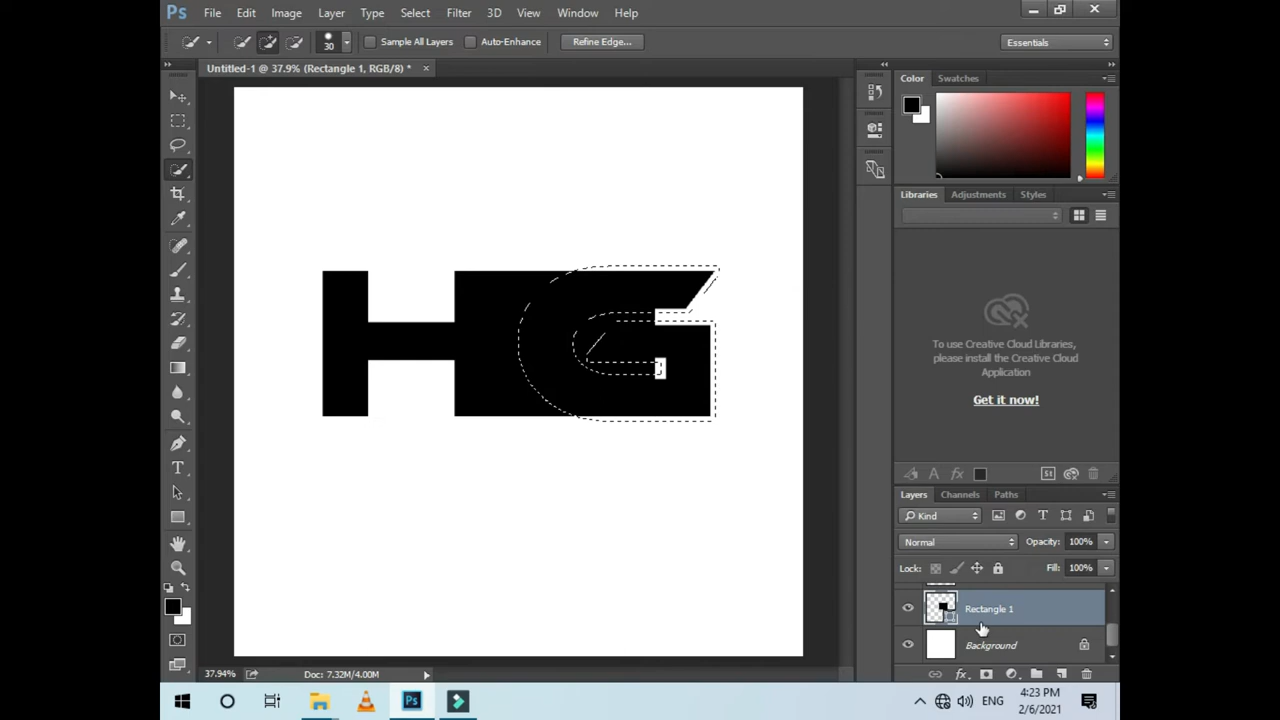 Ps File Edit Image Layer Type Select Filter 3D View Window Help
30 Sample All Layers Auto-Enhance Refine Edge... Essentials
Untitled-1 @ 37.9% (Rectangle 1, RGB/8) *
Color Swatches
Libraries Adjustments Styles
HG
To use Creative Cloud Libraries,
please install the Creative Cloud
Application
Get it now!
Layers Channels Paths
Kind
Normal Opacity: 100%
Lock: Fill: 100%
Rectangle 1
Background
37.94% Doc: 7.32M/4.00M
Ps ENG 4:23 PM
2/6/2021